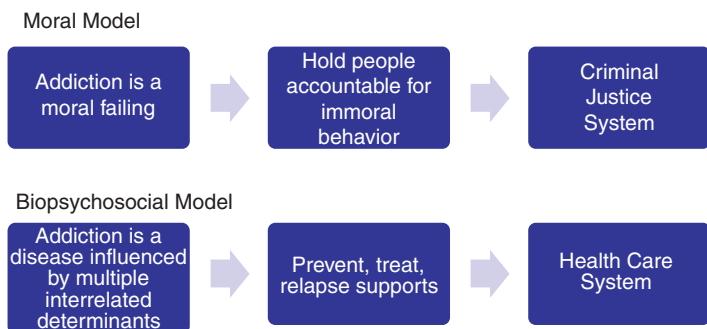 Moral Model
Addiction is a
moral failing
Hold people
accountable for
immoral
behavior
Criminal
Justice
System
Biopsychosocial Model
Addiction is a
disease influenced
by multiple
interrelated
determinants
Prevent, treat,
relapse supports
Health Care
System